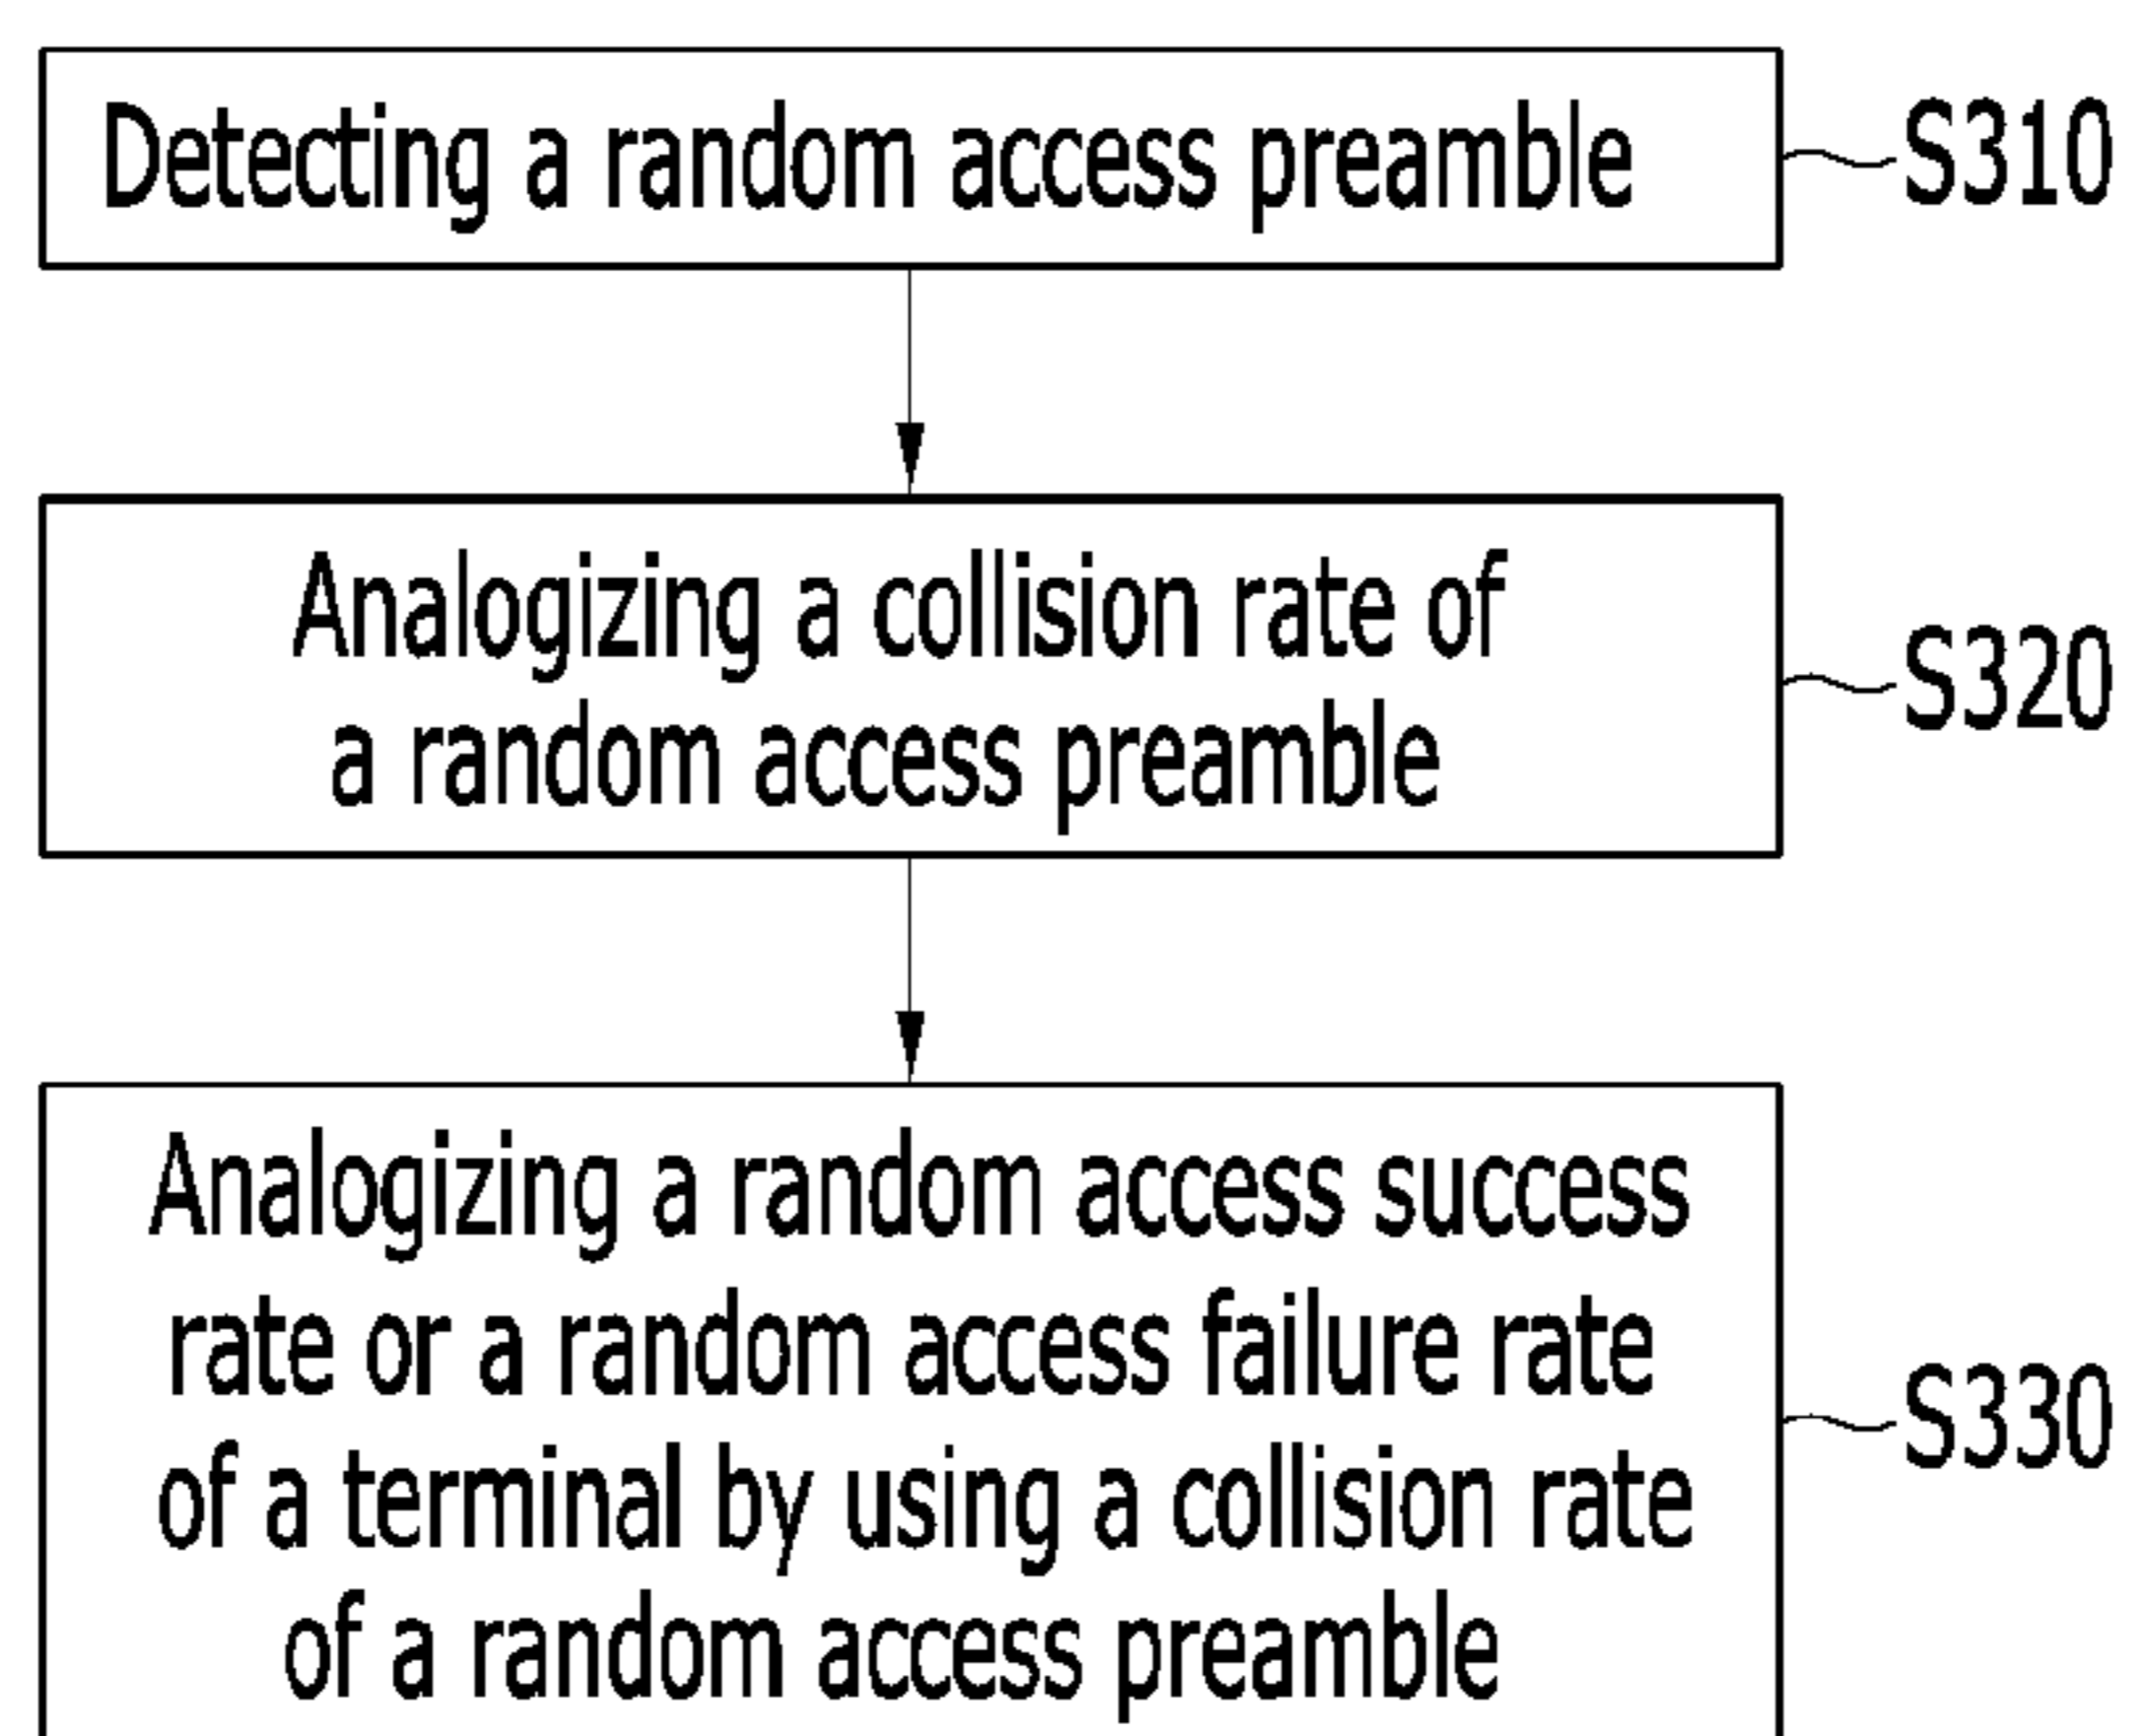 Detecting a random access preamble
S310
Analogizing a collision rate of
a random access preamble
S320
Analogizing a random access success
rate or a random access failure rate
of a terminal by using a collision rate
of a random access preamble
S330